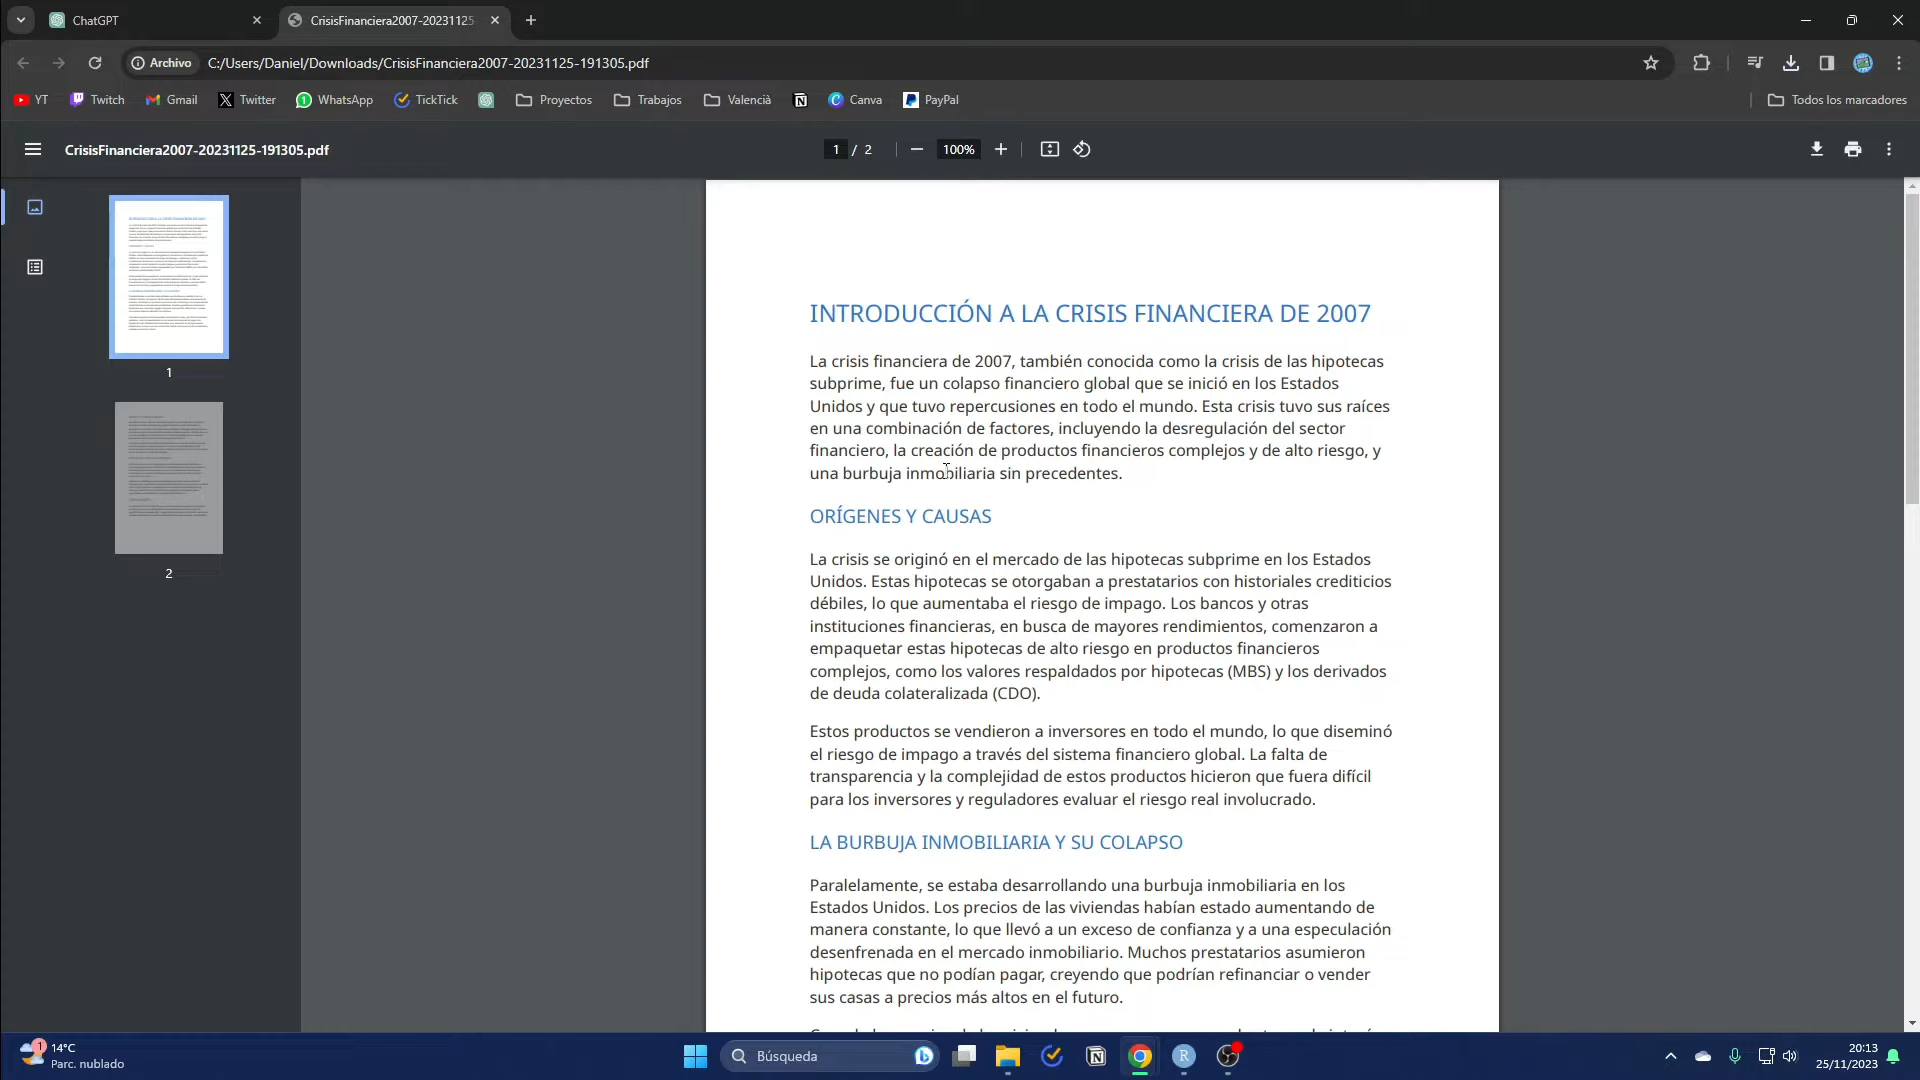 ChatGPT
CrisisFinanciera2007-20231125
Archivo C:/Users/Daniel/Downloads/CrisisFinanciera2007-20231125-191305.pdf
YT Twitch Gmail Twitter WhatsApp TickTick Proyectos Trabajos Valencià Canva PayPal Todos los marcadores
CrisisFinanciera2007-20231125-191305.pdf 1 / 2 100%
1
2
INTRODUCCIÓN A LA CRISIS FINANCIERA DE 2007
La crisis financiera de 2007, también conocida como la crisis de las hipotecas
subprime, fue un colapso financiero global que se inició en los Estados
Unidos y que tuvo repercusiones en todo el mundo. Esta crisis tuvo sus raíces
en una combinación de factores, incluyendo la desregulación del sector
financiero, la creación de productos financieros complejos y de alto riesgo, y
una burbuja inmobiliaria sin precedentes.
ORÍGENES Y CAUSAS
La crisis se originó en el mercado de las hipotecas subprime en los Estados
Unidos. Estas hipotecas se otorgaban a prestatarios con historiales crediticios
débiles, lo que aumentaba el riesgo de impago. Los bancos y otras
instituciones financieras, en busca de mayores rendimientos, comenzaron a
empaquetar estas hipotecas de alto riesgo en productos financieros
complejos, como los valores respaldados por hipotecas (MBS) y los derivados
de deuda colateralizada (CDO).
Estos productos se vendieron a inversores en todo el mundo, lo que diseminó
el riesgo de impago a través del sistema financiero global. La falta de
transparencia y la complejidad de estos productos hicieron que fuera difícil
para los inversores y reguladores evaluar el riesgo real involucrado.
LA BURBUJA INMOBILIARIA Y SU COLAPSO
Paralelamente, se estaba desarrollando una burbuja inmobiliaria en los
Estados Unidos. Los precios de las viviendas habían estado aumentando de
manera constante, lo que llevó a un exceso de confianza y a una especulación
desenfrenada en el mercado inmobiliario. Muchos prestatarios asumieron
hipotecas que no podían pagar, creyendo que podrían refinanciar o vender
sus casas a precios más altos en el futuro.
1 14°C
Parc. nublado
Búsqueda
20:13
25/11/2023